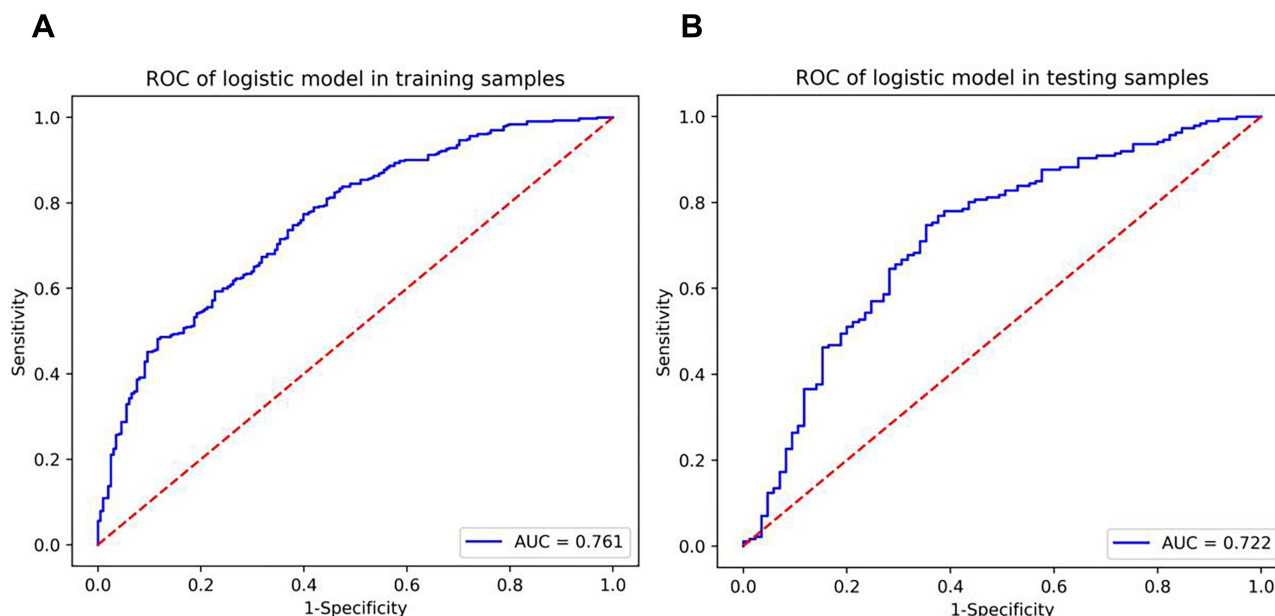 A
ROC of logistic model in training samples
1.0
0.8
0.6
0.4
0.2
0.0
Sensitivity
0.0 0.2 0.4 0.6 0.8 1.0
1-Specificity
AUC = 0.761
B
ROC of logistic model in testing samples
1.0
0.8
0.6
0.4
0.2
0.0
Sensitivity
0.0 0.2 0.4 0.6 0.8 1.0
1-Specificity
AUC = 0.722